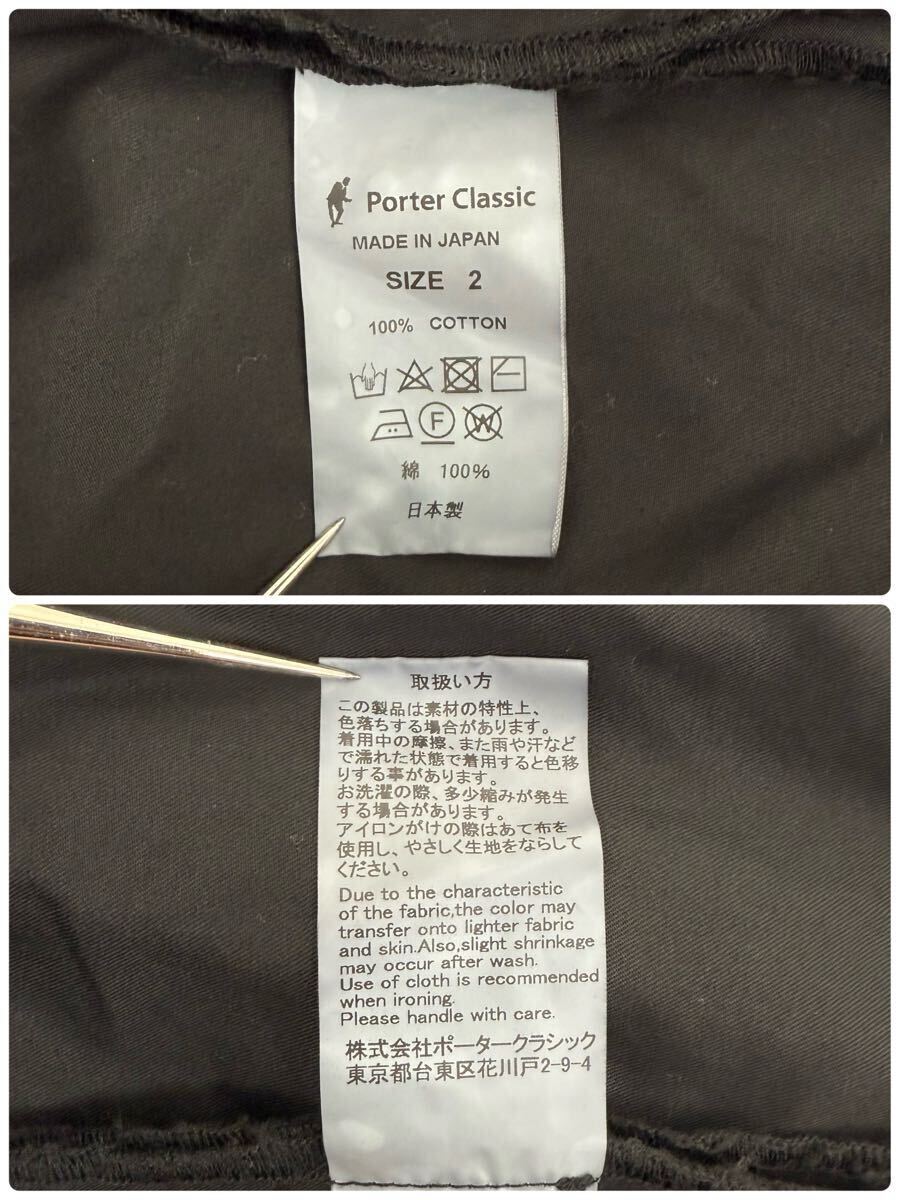 Porter Classic
MADE IN JAPAN
SIZE 2
100% COTTON
F W
綿 100%
日本製
取扱い方
この製品は素材の特性上、
色落ちする場合があります。
着用中の摩擦、また雨や汗など
で濡れた状態で着用すると色移
りする事があります。
お洗濯の際、多少縮みが発生
する場合があります。
アイロンがけの際はあて布を
使用し、やさしく生地をならして
ください。
Due to the characteristic
of the fabric,the color may
transfer onto lighter fabric
and skin.Also,slight shrinkage
may occur after wash.
Use of cloth is recommended
when ironing.
Please handle with care.
株式会社ポータークラシック
東京都台東区花川戸2-9-4